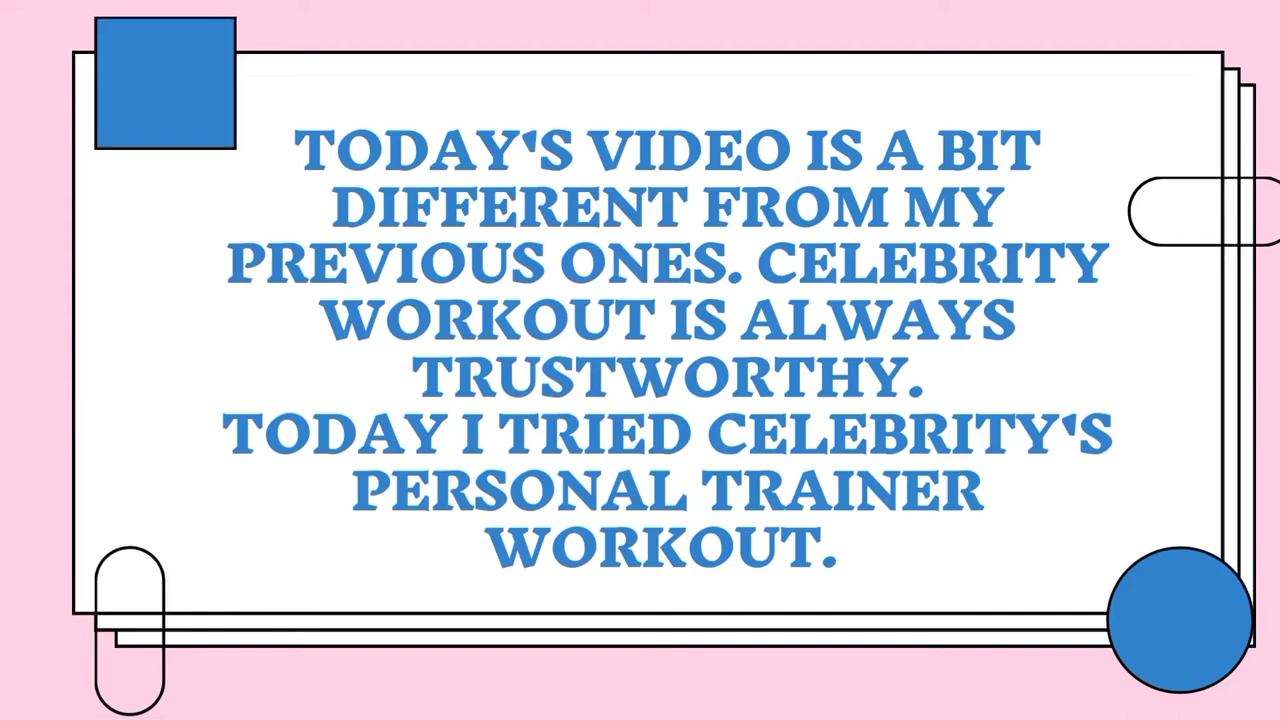 TODAY'S VIDEO IS A BIT
DIFFERENT FROM MY
PREVIOUS ONES. CELEBRITY
WORKOUT IS ALWAYS
TRUSTWORTHY.
TODAY I TRIED CELEBRITY'S
PERSONAL TRAINER
WORKOUT.